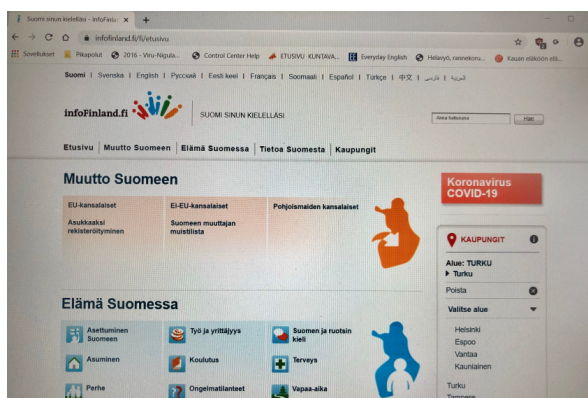 Suomi sinun kielelläsi - InfoFinla
infofinland.fi/fi/etusivu
Sovellukset
Pikapolut
2016 - Viru-Nigula...
Control Center Help
ETUSIVU KUNTAVA...
Everyday English
Helavyö, rannekoru...
Kauan eläköön elä...
Suomi | Svenska | English | Русский | Eesti keel | Français | Soomaali | Español | Türkçe | 中文 | فارسی | العربية
infoFinland.fi
SUOMI SINUN KIELELLÄSI
Anna hakusana
Hae
Etusivu | Muutto Suomeen | Elämä Suomessa | Tietoa Suomesta | Kaupungit
Muutto Suomeen
EU-kansalaiset
Asukkaaksi
rekisteröityminen
EI-EU-kansalaiset
Suomeen muuttajan
muistilista
Pohjoismaiden kansalaiset
Koronavirus
COVID-19
KAUPUNGIT
Alue: TURKU
Turku
Poista
Valitse alue
Helsinki
Espoo
Vantaa
Kauniainen
Turku
Tampere
Elämä Suomessa
Asettuminen
Suomeen
Työ ja yrittäjyys
Suomen ja ruotsin
kieli
Asuminen
Koulutus
Terveys
Perhe
Ongelmatilanteet
Vapaa-aika